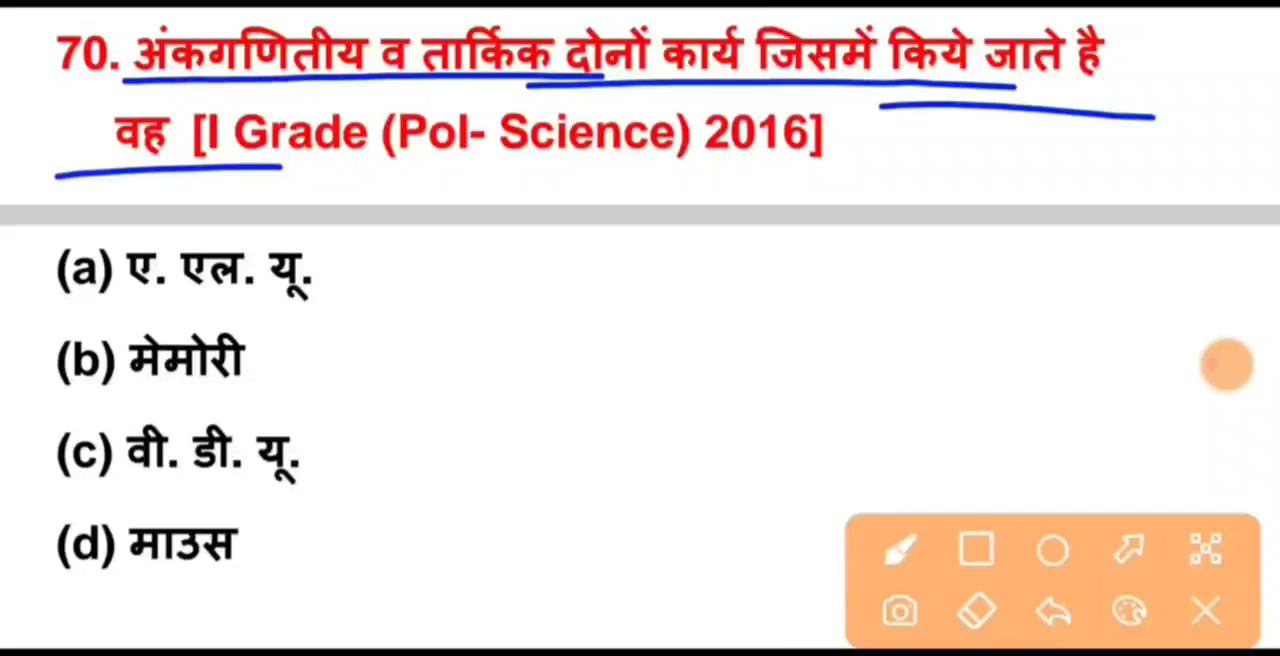 70. अंकगणितीय व तार्किक दोनों कार्य जिसमें किये जाते है
वह [I Grade (Pol- Science) 2016]
(a) ए. एल. यू.
(b) मेमोरी
(c) वी. डी. यू.
(d) माउस